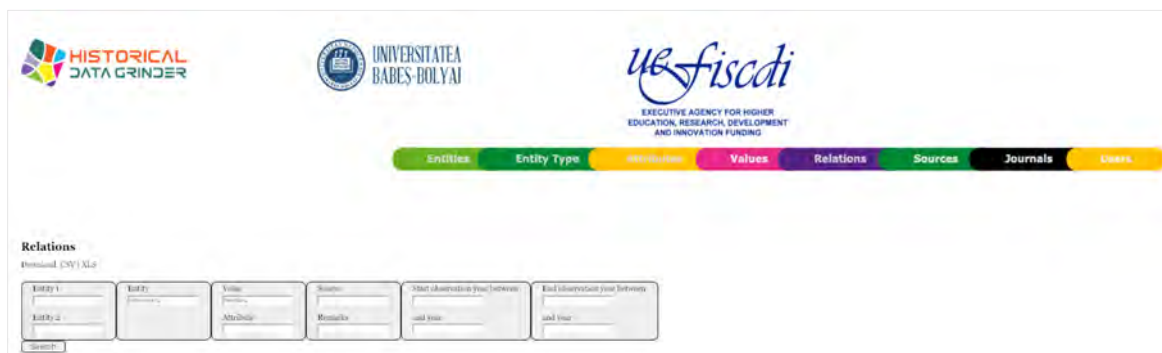 HISTORICAL
DATA GRINDER
UNIVERSITATEA
BABEȘ-BOLYAI
uefiscdi
EXECUTIVE AGENCY FOR HIGHER
EDUCATION, RESEARCH, DEVELOPMENT
AND INNOVATION FUNDING
Entities Entity Type Values Relations Sources Journals Users
Relations
Download CSV | XLS
Entity 1 Entity Value Source Start observation year between End observation year between
Entity 2 Attribute Remarks and year and year
Search